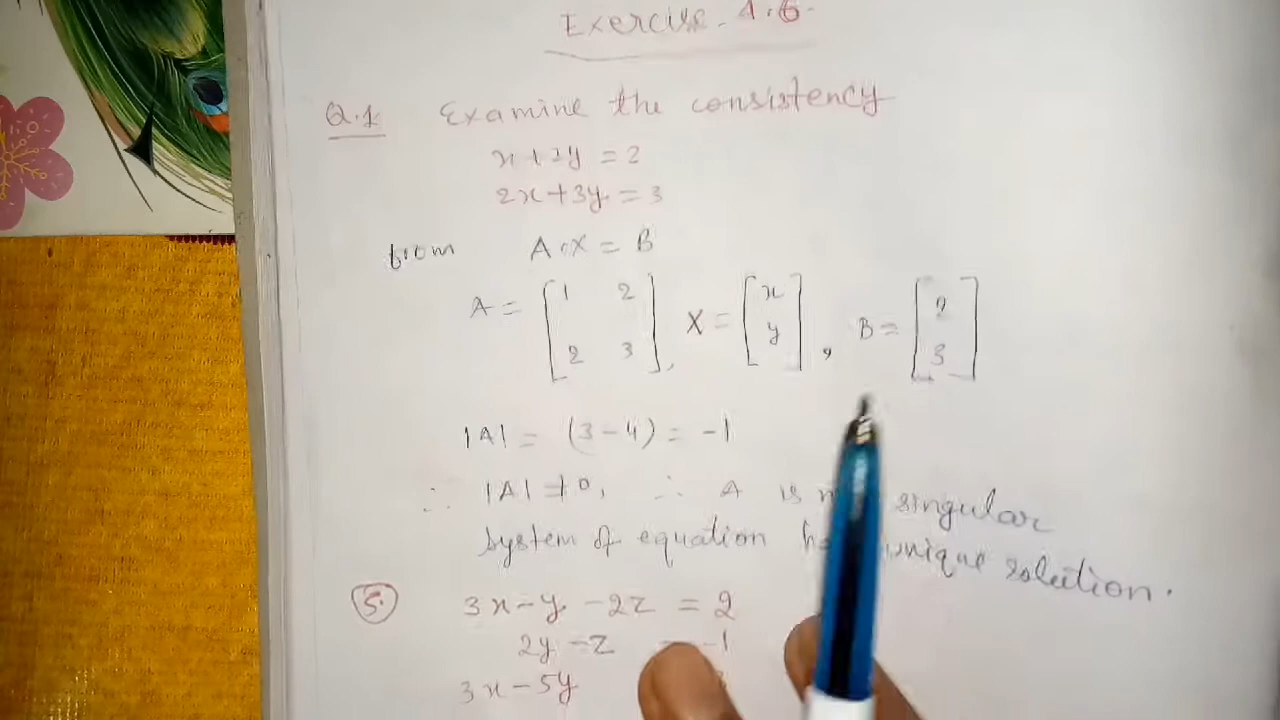 Exercise - 4.6.
Q.1 Examine the consistency
x+2y = 2
2x+3y = 3
from A.X = B
A = [1 2
2 3], X = [x
y], B = [2
3]
|A| = (3-4) = -1
∴ |A| ≠ 0, ∴ A is singular
system of equation unique solution.
5. 3x-y-2z = 2
2y-z = -1
3x-5y